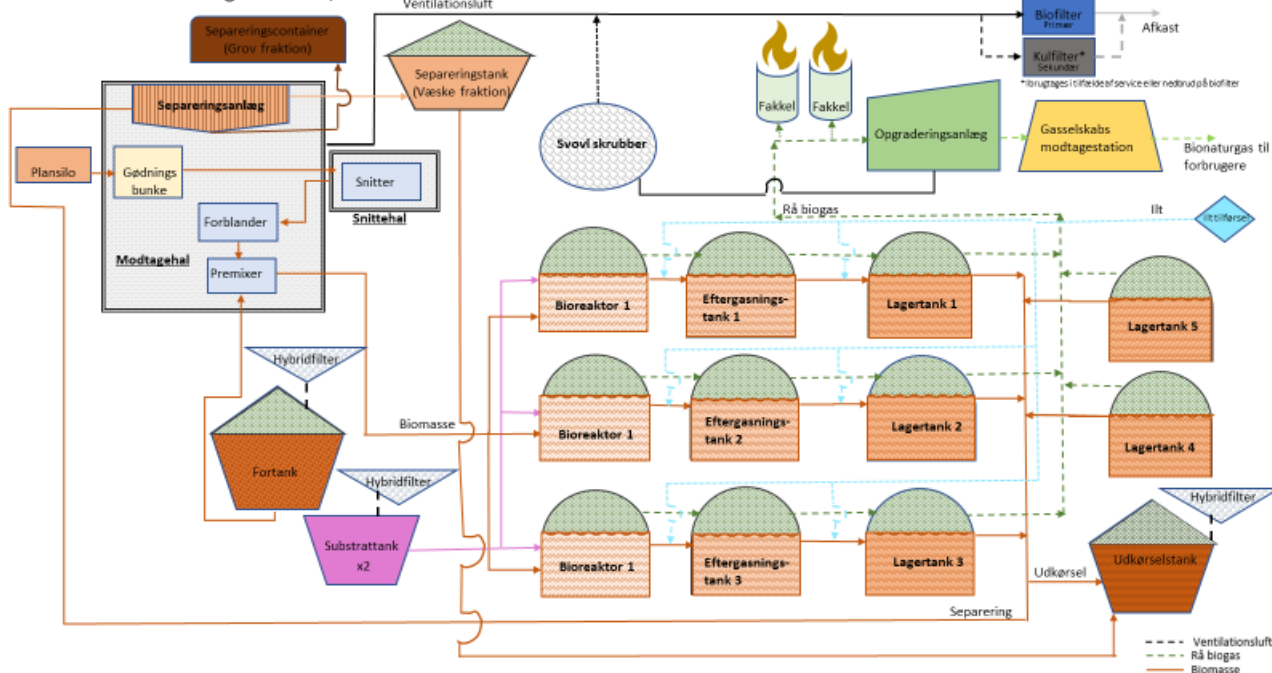 Ventilationsluft
Separeringscontainer
(Grov fraktion)
Separeringstank
(Væske fraktion)
Biofilter
Primær
Afkast
Kulfilter*
Sekundær
*Ibrugtages i tilfælde af service eller nedbrud på biofilter
Separeringsanlæg
Fakkel
Fakkel
Opgraderingsanlæg
Gasselskabs
modtagestation
Bionaturgas til
forbrugere
Svovl skrubber
Plansilo
Gødnings
bunke
Snitter
Snittehal
Forblander
Modtagehal
Premixer
Rå biogas
Ilt
Ilt tilførsel
Bioreaktor 1
Eftergasnings-
tank 1
Lagertank 1
Lagertank 5
Hybridfilter
Biomasse
Bioreaktor 1
Eftergasnings-
tank 2
Lagertank 2
Lagertank 4
Fortank
Hybridfilter
Hybridfilter
Substrattank
x2
Bioreaktor 1
Eftergasnings-
tank 3
Lagertank 3
Udkørsel
Udkørselstank
Separering
Ventilationsluft
Rå biogas
Biomasse